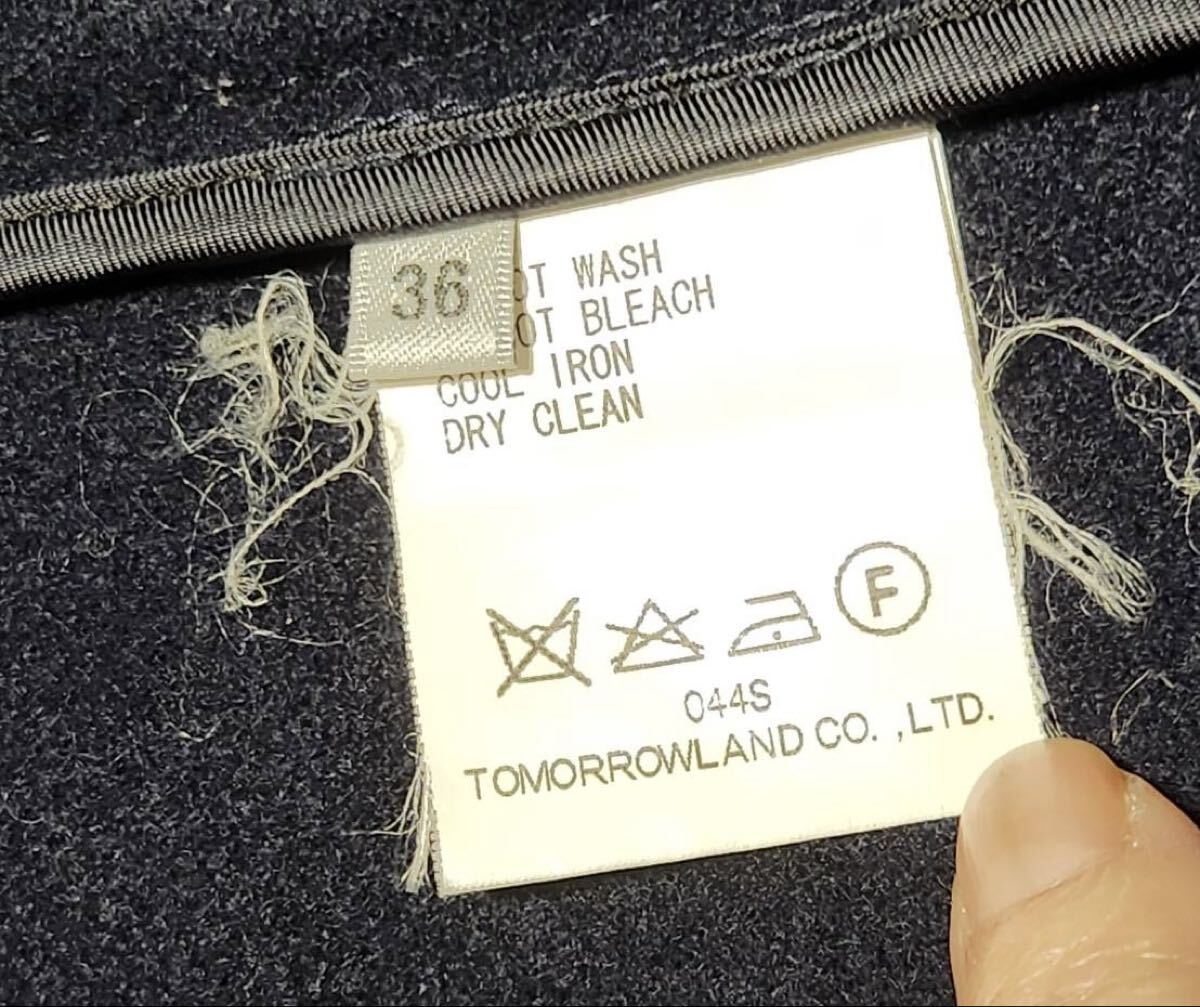 36
OT WASH
OT BLEACH
COOL IRON
DRY CLEAN
F
044S
TOMORROWLAND CO. ,LTD.